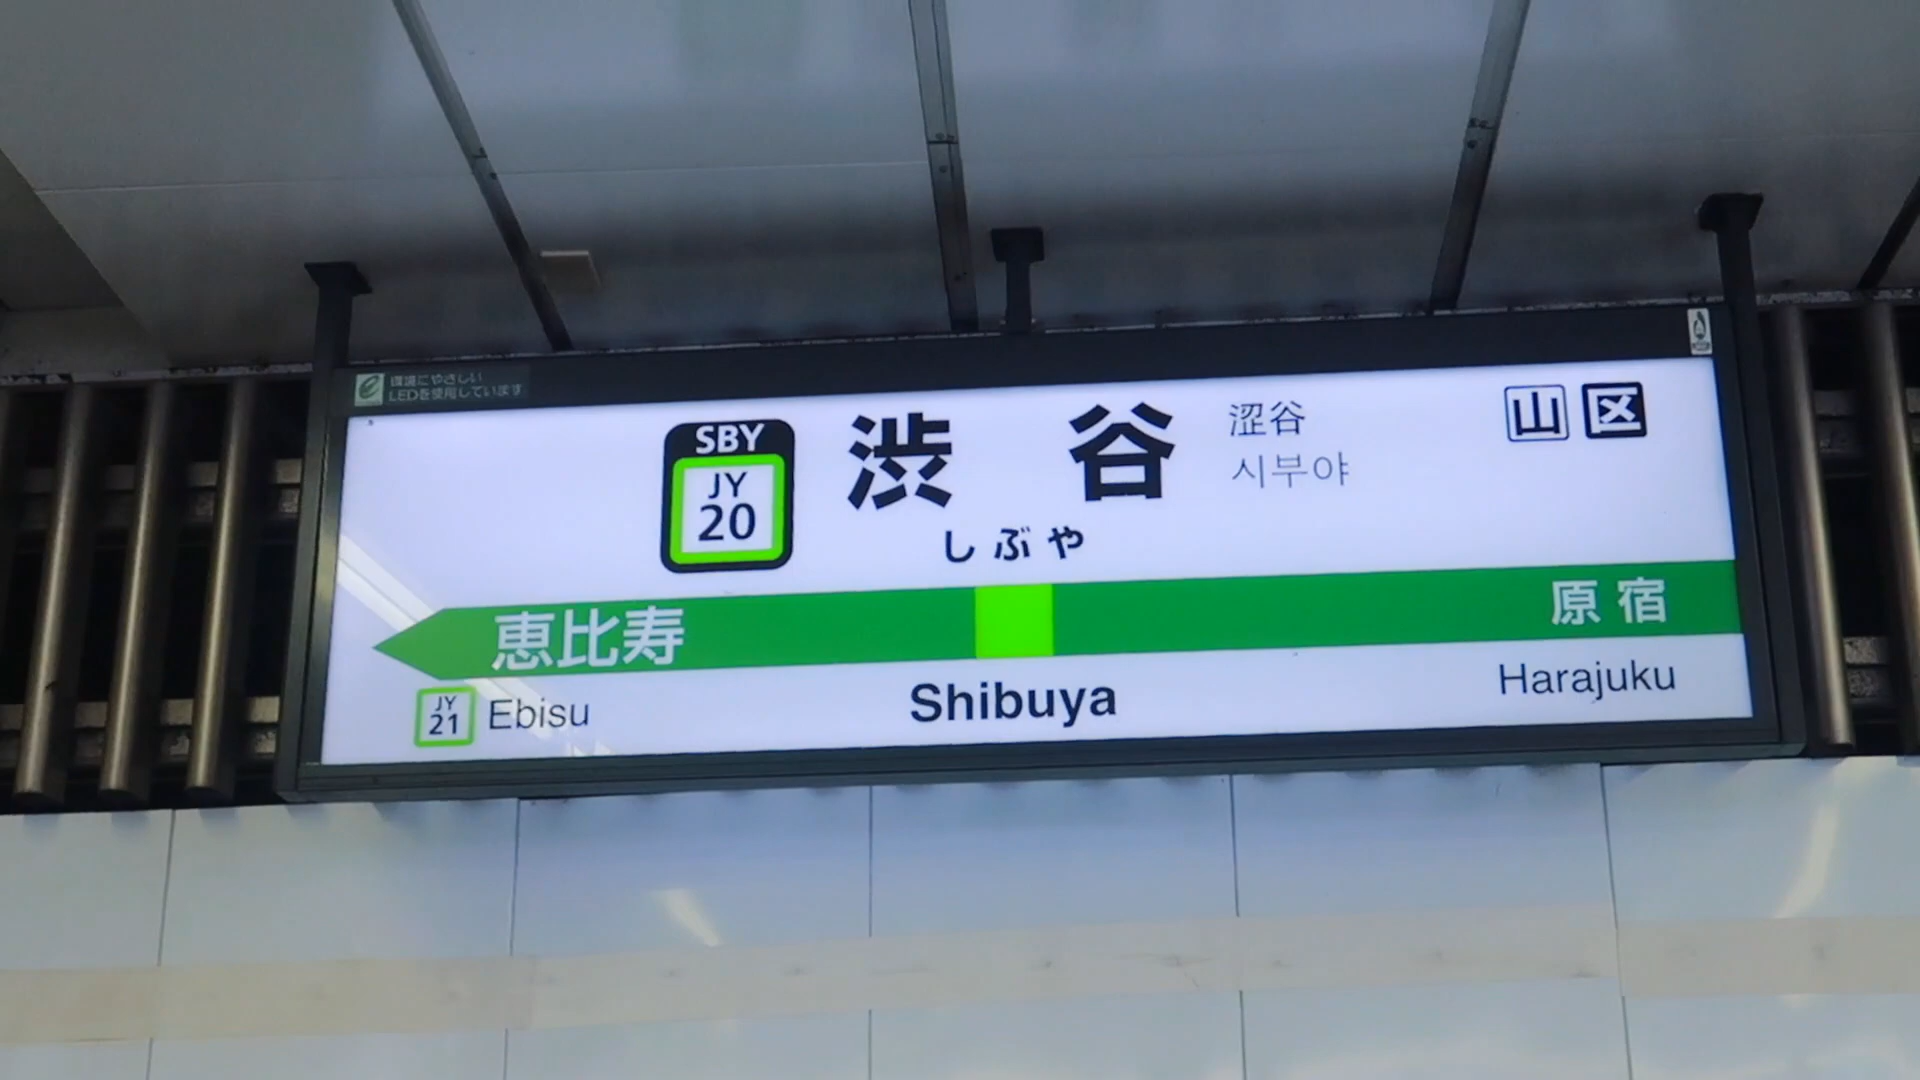 環境にやさしい
LEDを使用しています
SBY
JY
20
渋谷
涩谷
시부야
山 区
しぶや
恵比寿
原宿
JY
21
Ebisu
Shibuya
Harajuku